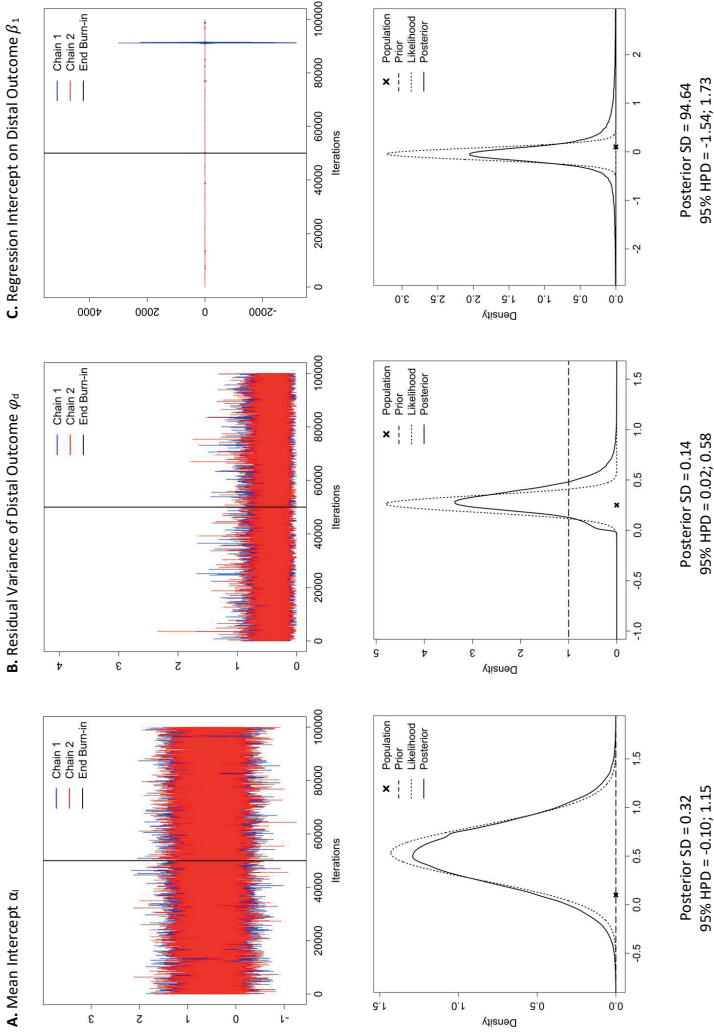 A. Mean Intercept αI
3
2
1
0
-1
Chain 1
Chain 2
End Burn-in
0
20000
40000
60000
80000
100000
Iterations
1.5
1.0
0.5
0.0
Density
Population
Prior
Likelihood
Posterior
-0.5
0.0
0.5
1.0
1.5
Posterior SD = 0.32
95% HPD = -0.10; 1.15
B. Residual Variance of Distal Outcome φd
4
3
2
1
0
Chain 1
Chain 2
End Burn-in
0
20000
40000
60000
80000
100000
Iterations
5
4
3
2
1
0
Density
Population
Prior
Likelihood
Posterior
-1.0
-0.5
0.0
0.5
1.0
1.5
Posterior SD = 0.14
95% HPD = 0.02; 0.58
C. Regression Intercept on Distal Outcome β1
4000
2000
0
-2000
Chain 1
Chain 2
End Burn-in
0
20000
40000
60000
80000
100000
Iterations
3.0
2.5
2.0
1.5
1.0
0.5
0.0
Density
Population
Prior
Likelihood
Posterior
-2
-1
0
1
2
Posterior SD = 94.64
95% HPD = -1.54; 1.73